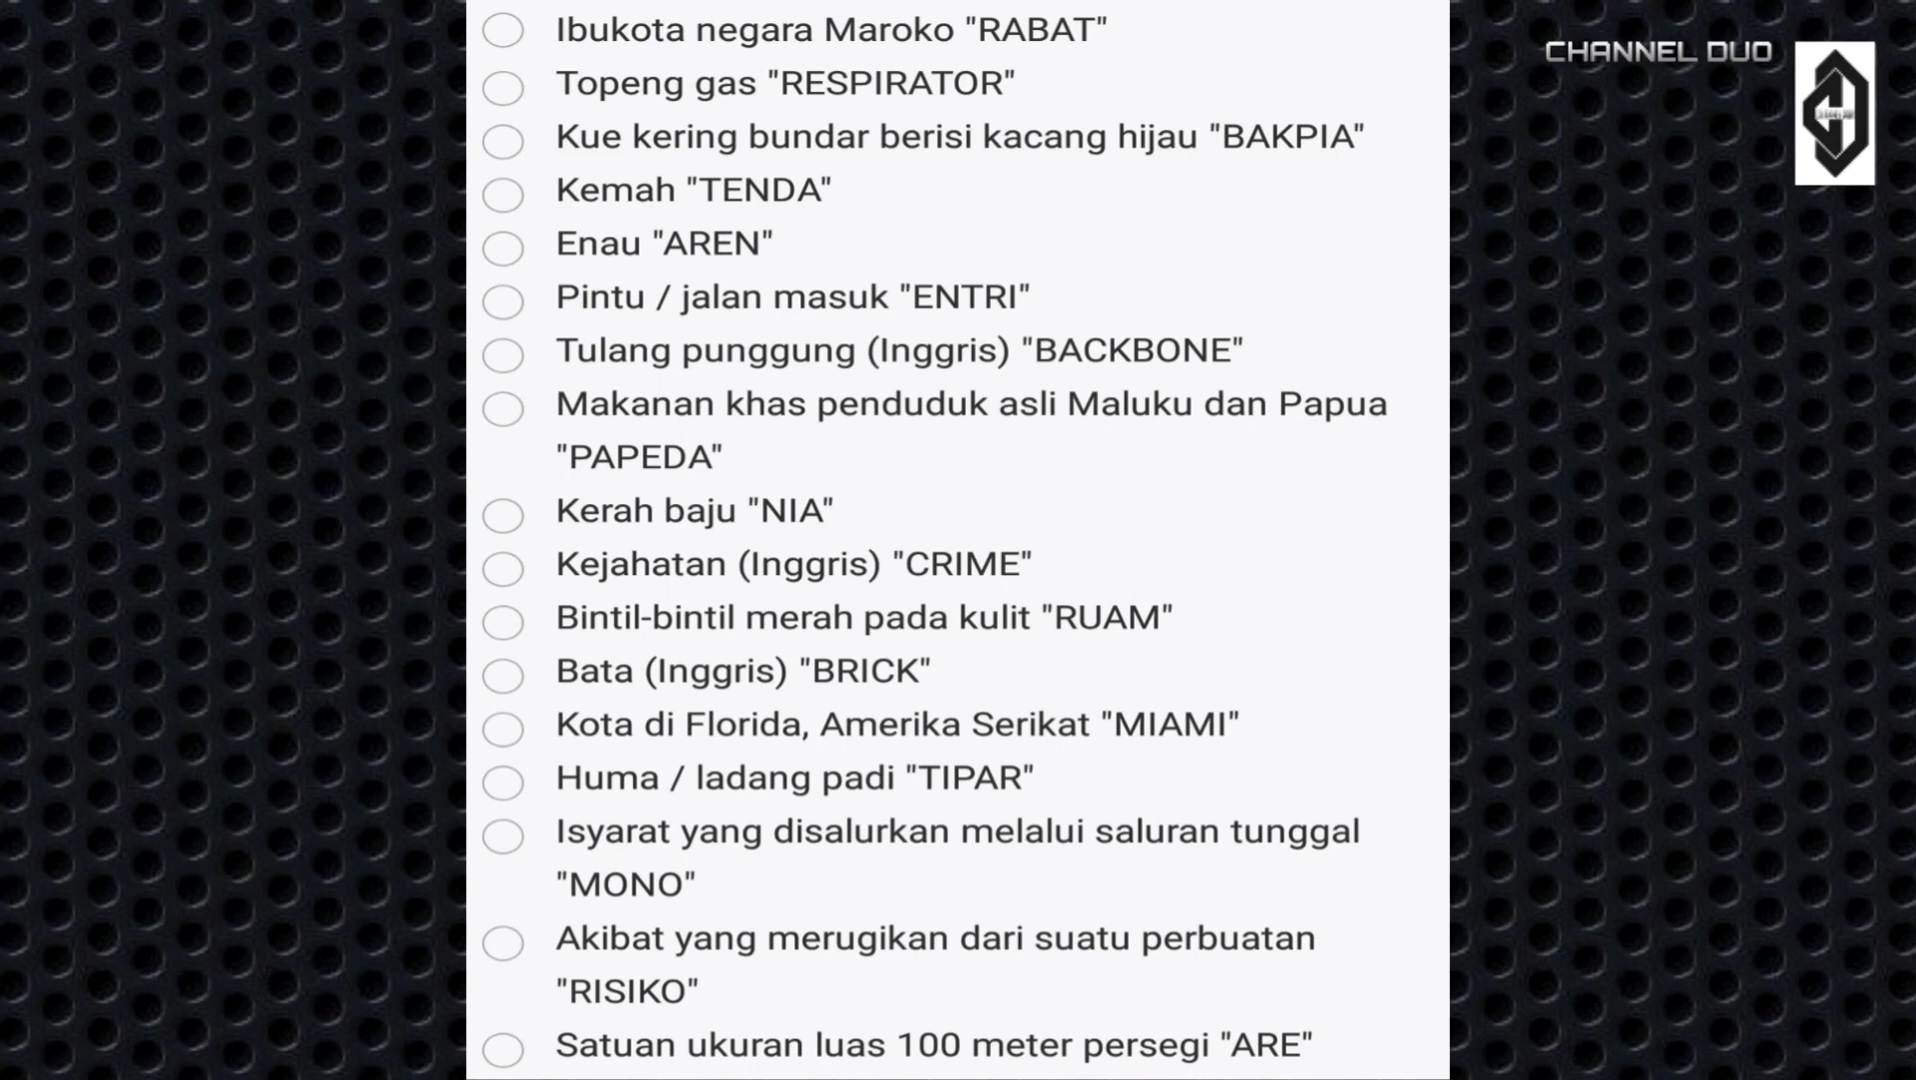 Ibukota negara Maroko "RABAT"
CHANNEL DUO
Topeng gas "RESPIRATOR"
Kue kering bundar berisi kacang hijau "BAKPIA"
Kemah "TENDA"
Enau "AREN"
Pintu / jalan masuk "ENTRI"
Tulang punggung (Inggris) "BACKBONE"
Makanan khas penduduk asli Maluku dan Papua
"PAPEDA"
Kerah baju "NIA"
Kejahatan (Inggris) "CRIME"
Bintil-bintil merah pada kulit "RUAM"
Bata (Inggris) "BRICK"
Kota di Florida, Amerika Serikat "MIAMI"
Huma / ladang padi "TIPAR"
Isyarat yang disalurkan melalui saluran tunggal
"MONO"
Akibat yang merugikan dari suatu perbuatan
"RISIKO"
Satuan ukuran luas 100 meter persegi "ARE"